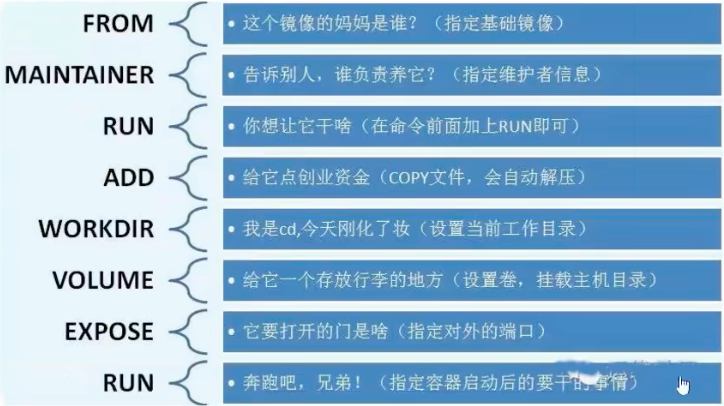 FROM
• 这个镜像的妈妈是谁？（指定基础镜像）
MAINTAINER
• 告诉别人，谁负责养它？（指定维护者信息）
RUN
• 你想让它干啥（在命令前面加上RUN即可）
ADD
• 给它点创业资金（COPY文件，会自动解压）
WORKDIR
• 我是cd,今天刚化了妆（设置当前工作目录）
VOLUME
• 给它一个存放行李的地方（设置卷，挂载主机目录）
EXPOSE
• 它要打开的门是啥（指定对外的端口）
RUN
• 奔跑吧，兄弟！（指定容器启动后的要干的事情）